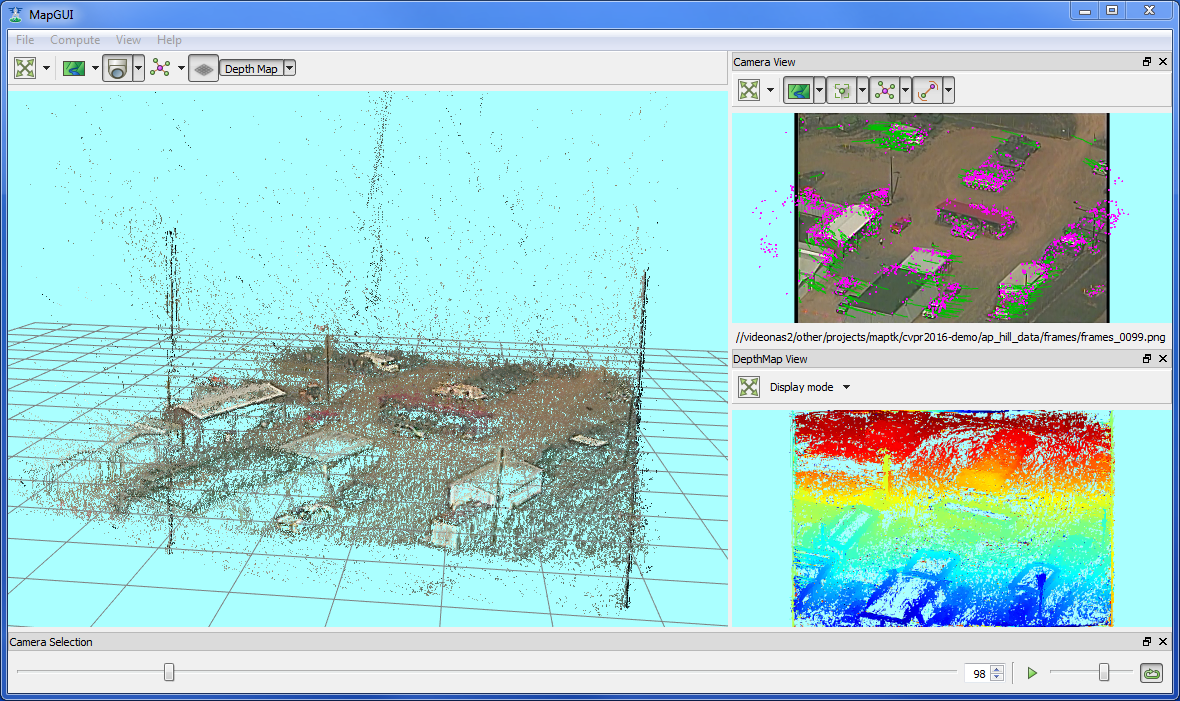 MapGUI
File Compute View Help
Depth Map
Camera View
//videonas2/other/projects/maptk/cvpr2016-demo/ap_hill_data/frames/frames_0099.png
DepthMap View
Display mode
Camera Selection
98